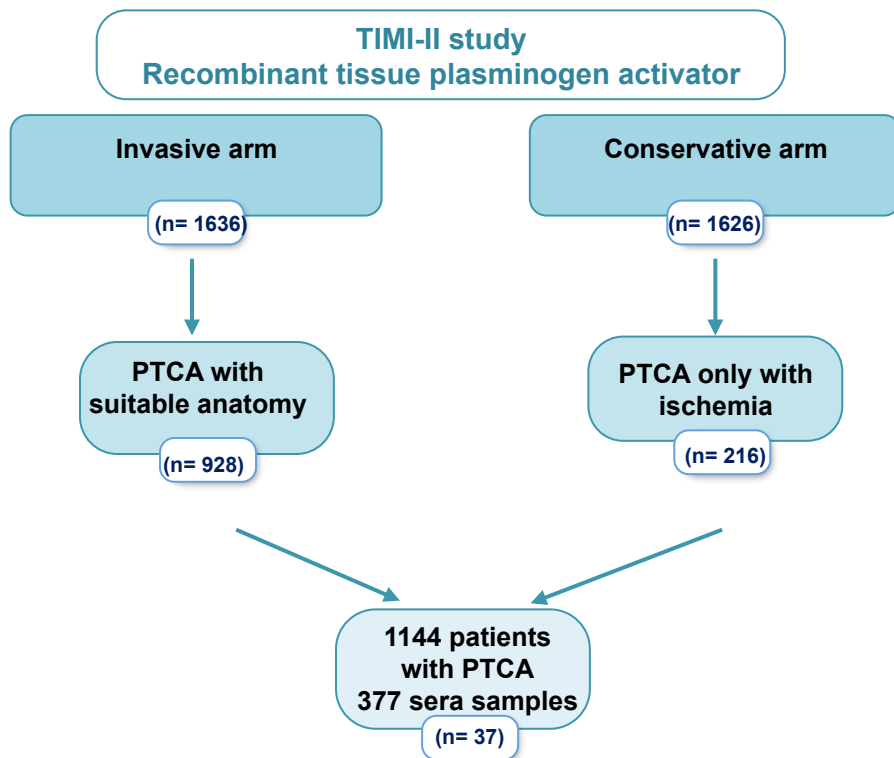 TIMI-II study
Recombinant tissue plasminogen activator
Invasive arm
(n= 1636)
Conservative arm
(n= 1626)
PTCA with
suitable anatomy
(n= 928)
PTCA only with
ischemia
(n= 216)
1144 patients
with PTCA
377 sera samples
(n= 37)